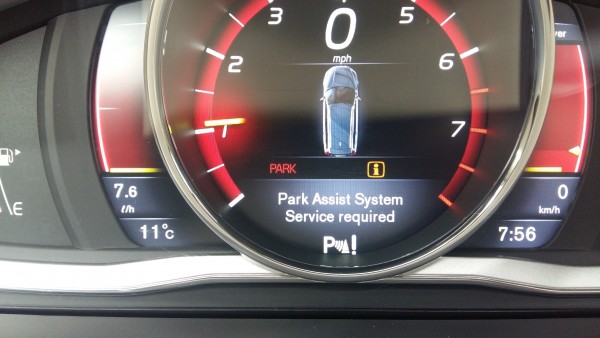 0
mph
3
5
2
6
1
7
PARK
i
Park Assist System
Service required
P!
E
7.6
ℓ/h
11°C
0
km/h
7:56